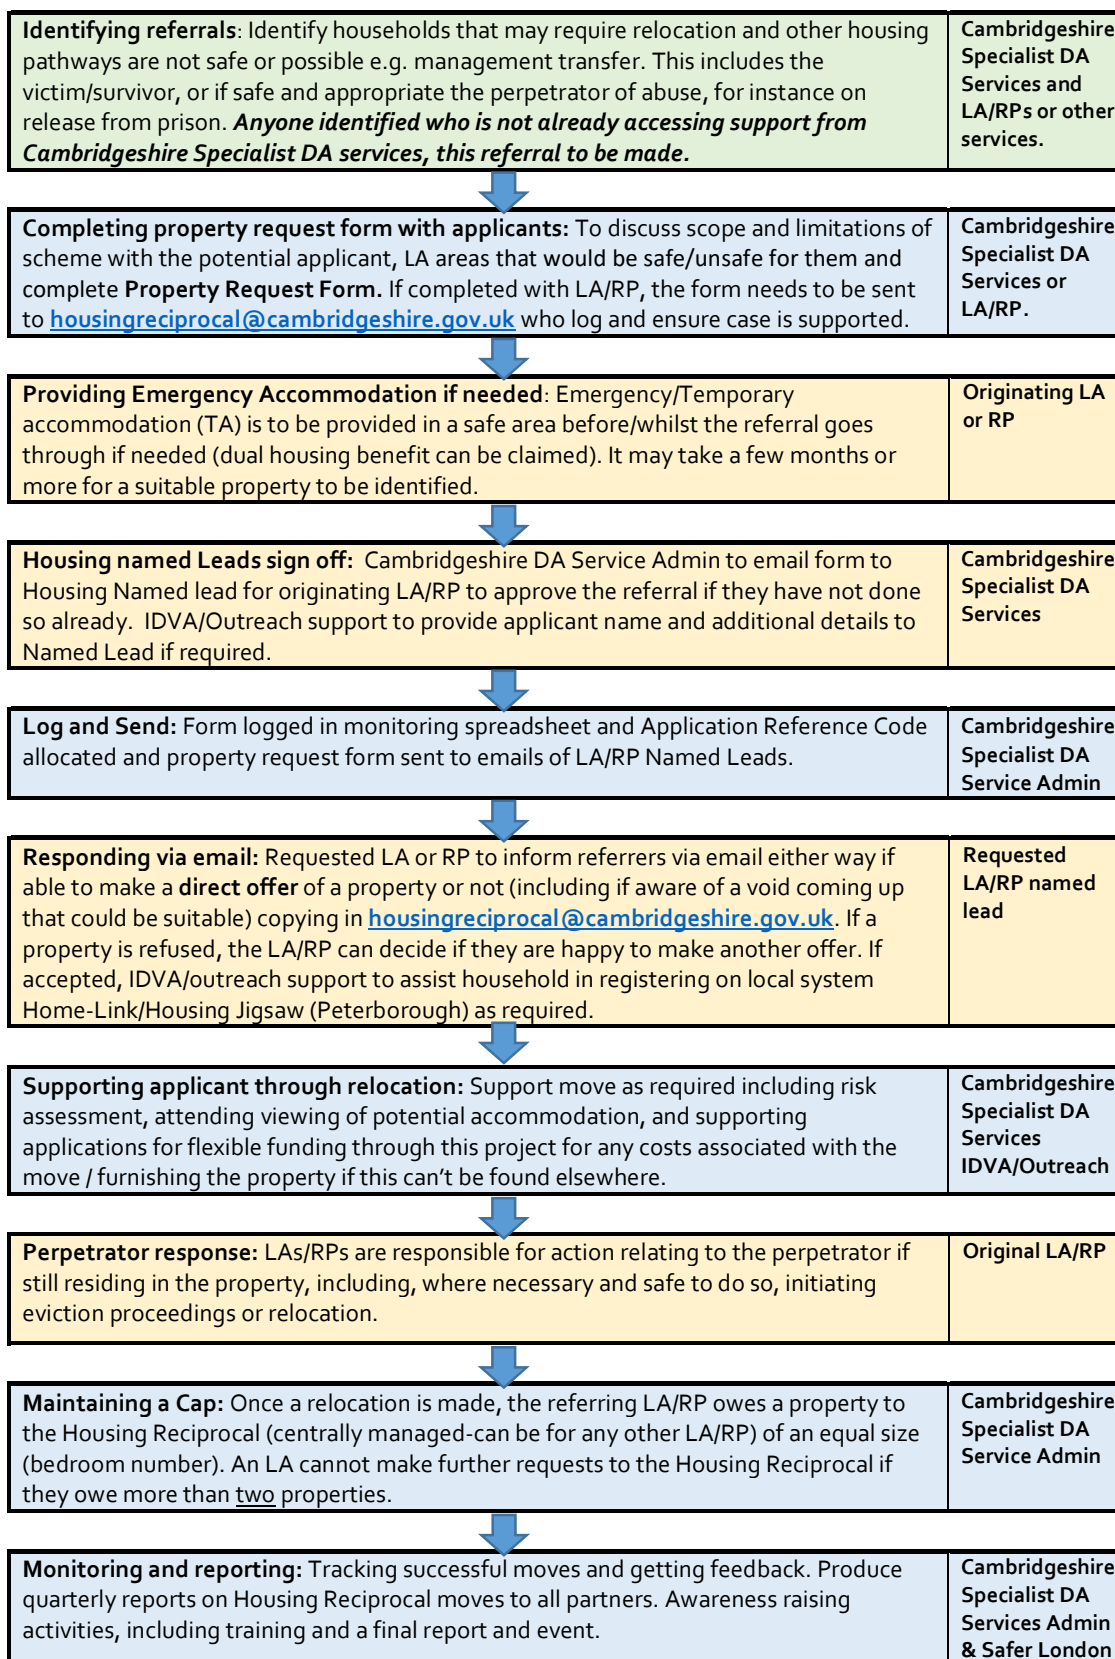 Identifying referrals: Identify households that may require relocation and other housing
pathways are not safe or possible e.g. management transfer. This includes the
victim/survivor, or if safe and appropriate the perpetrator of abuse, for instance on
release from prison. Anyone identified who is not already accessing support from
Cambridgeshire Specialist DA services, this referral to be made.
Cambridgeshire
Specialist DA
Services and
LA/RPs or other
services.
Completing property request form with applicants: To discuss scope and limitations of
scheme with the potential applicant, LA areas that would be safe/unsafe for them and
complete Property Request Form. If completed with LA/RP, the form needs to be sent
to housingreciprocal@cambridgeshire.gov.uk who log and ensure case is supported.
Cambridgeshire
Specialist DA
Services or
LA/RP.
Providing Emergency Accommodation if needed: Emergency/Temporary
accommodation (TA) is to be provided in a safe area before/whilst the referral goes
through if needed (dual housing benefit can be claimed). It may take a few months or
more for a suitable property to be identified.
Originating LA
or RP
Housing named Leads sign off: Cambridgeshire DA Service Admin to email form to
Housing Named lead for originating LA/RP to approve the referral if they have not done
so already. IDVA/Outreach support to provide applicant name and additional details to
Named Lead if required.
Cambridgeshire
Specialist DA
Services
Log and Send: Form logged in monitoring spreadsheet and Application Reference Code
allocated and property request form sent to emails of LA/RP Named Leads.
Cambridgeshire
Specialist DA
Service Admin
Responding via email: Requested LA or RP to inform referrers via email either way if
able to make a direct offer of a property or not (including if aware of a void coming up
that could be suitable) copying in housingreciprocal@cambridgeshire.gov.uk. If a
property is refused, the LA/RP can decide if they are happy to make another offer. If
accepted, IDVA/outreach support to assist household in registering on local system
Home-Link/Housing Jigsaw (Peterborough) as required.
Requested
LA/RP named
lead
Supporting applicant through relocation: Support move as required including risk
assessment, attending viewing of potential accommodation, and supporting
applications for flexible funding through this project for any costs associated with the
move / furnishing the property if this can't be found elsewhere.
Cambridgeshire
Specialist DA
Services
IDVA/Outreach
Perpetrator response: LAs/RPs are responsible for action relating to the perpetrator if
still residing in the property, including, where necessary and safe to do so, initiating
eviction proceedings or relocation.
Original LA/RP
Maintaining a Cap: Once a relocation is made, the referring LA/RP owes a property to
the Housing Reciprocal (centrally managed-can be for any other LA/RP) of an equal size
(bedroom number). An LA cannot make further requests to the Housing Reciprocal if
they owe more than two properties.
Cambridgeshire
Specialist DA
Service Admin
Monitoring and reporting: Tracking successful moves and getting feedback. Produce
quarterly reports on Housing Reciprocal moves to all partners. Awareness raising
activities, including training and a final report and event.
Cambridgeshire
Specialist DA
Services Admin
& Safer London